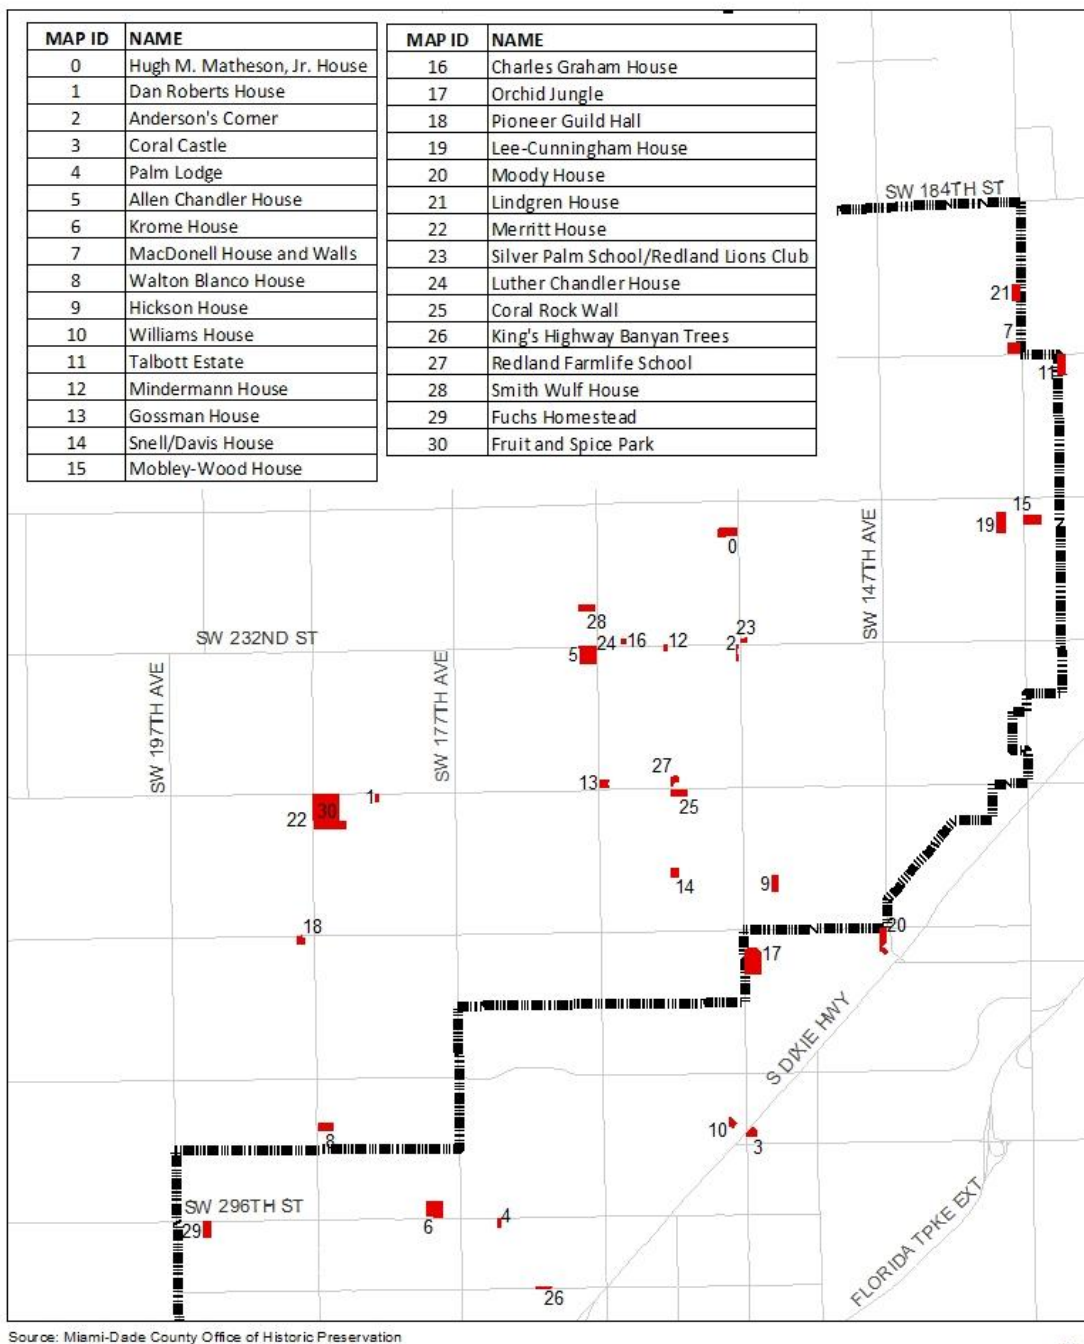 MAP ID NAME
0 Hugh M. Matheson, Jr. House
1 Dan Roberts House
2 Anderson's Corner
3 Coral Castle
4 Palm Lodge
5 Allen Chandler House
6 Krome House
7 MacDonell House and Walls
8 Walton Blanco House
9 Hickson House
10 Williams House
11 Talbott Estate
12 Mindermann House
13 Gossman House
14 Snell/Davis House
15 Mobley-Wood House
MAP ID NAME
16 Charles Graham House
17 Orchid Jungle
18 Pioneer Guild Hall
19 Lee-Cunningham House
20 Moody House
21 Lindgren House
22 Merritt House
23 Silver Palm School/Redland Lions Club
24 Luther Chandler House
25 Coral Rock Wall
26 King's Highway Banyan Trees
27 Redland Farmlife School
28 Smith Wulf House
29 Fuchs Homestead
30 Fruit and Spice Park
SW 184TH ST
21
7
11
15
19
SW 147TH AVE
0
28
SW 232ND ST
24
16
12
23
2
5
SW 197TH AVE
SW 177TH AVE
27
13
1
30
25
22
14
9
18
20
17
S DIXIE HWY
10
8
3
SW 296TH ST
4
6
29
FLORIDA TPKE EXT
26
Source: Miami-Dade County Office of Historic Preservation